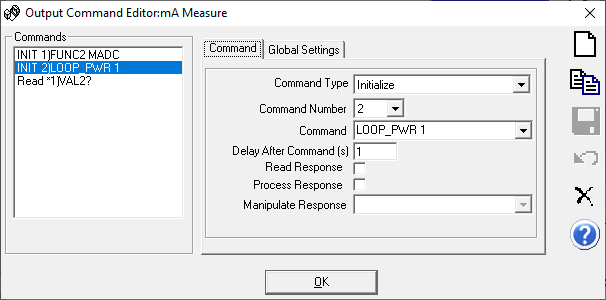 Output Command Editor:mA Measure
Commands
INIT 1)FUNC2 MADC
INIT 2)LOOP_PWR 1
Read *1)VAL2?
Command
Global Settings
Command Type Initialize
Command Number 2
Command LOOP_PWR 1
Delay After Command (s) 1
Read Response
Process Response
Manipulate Response
OK